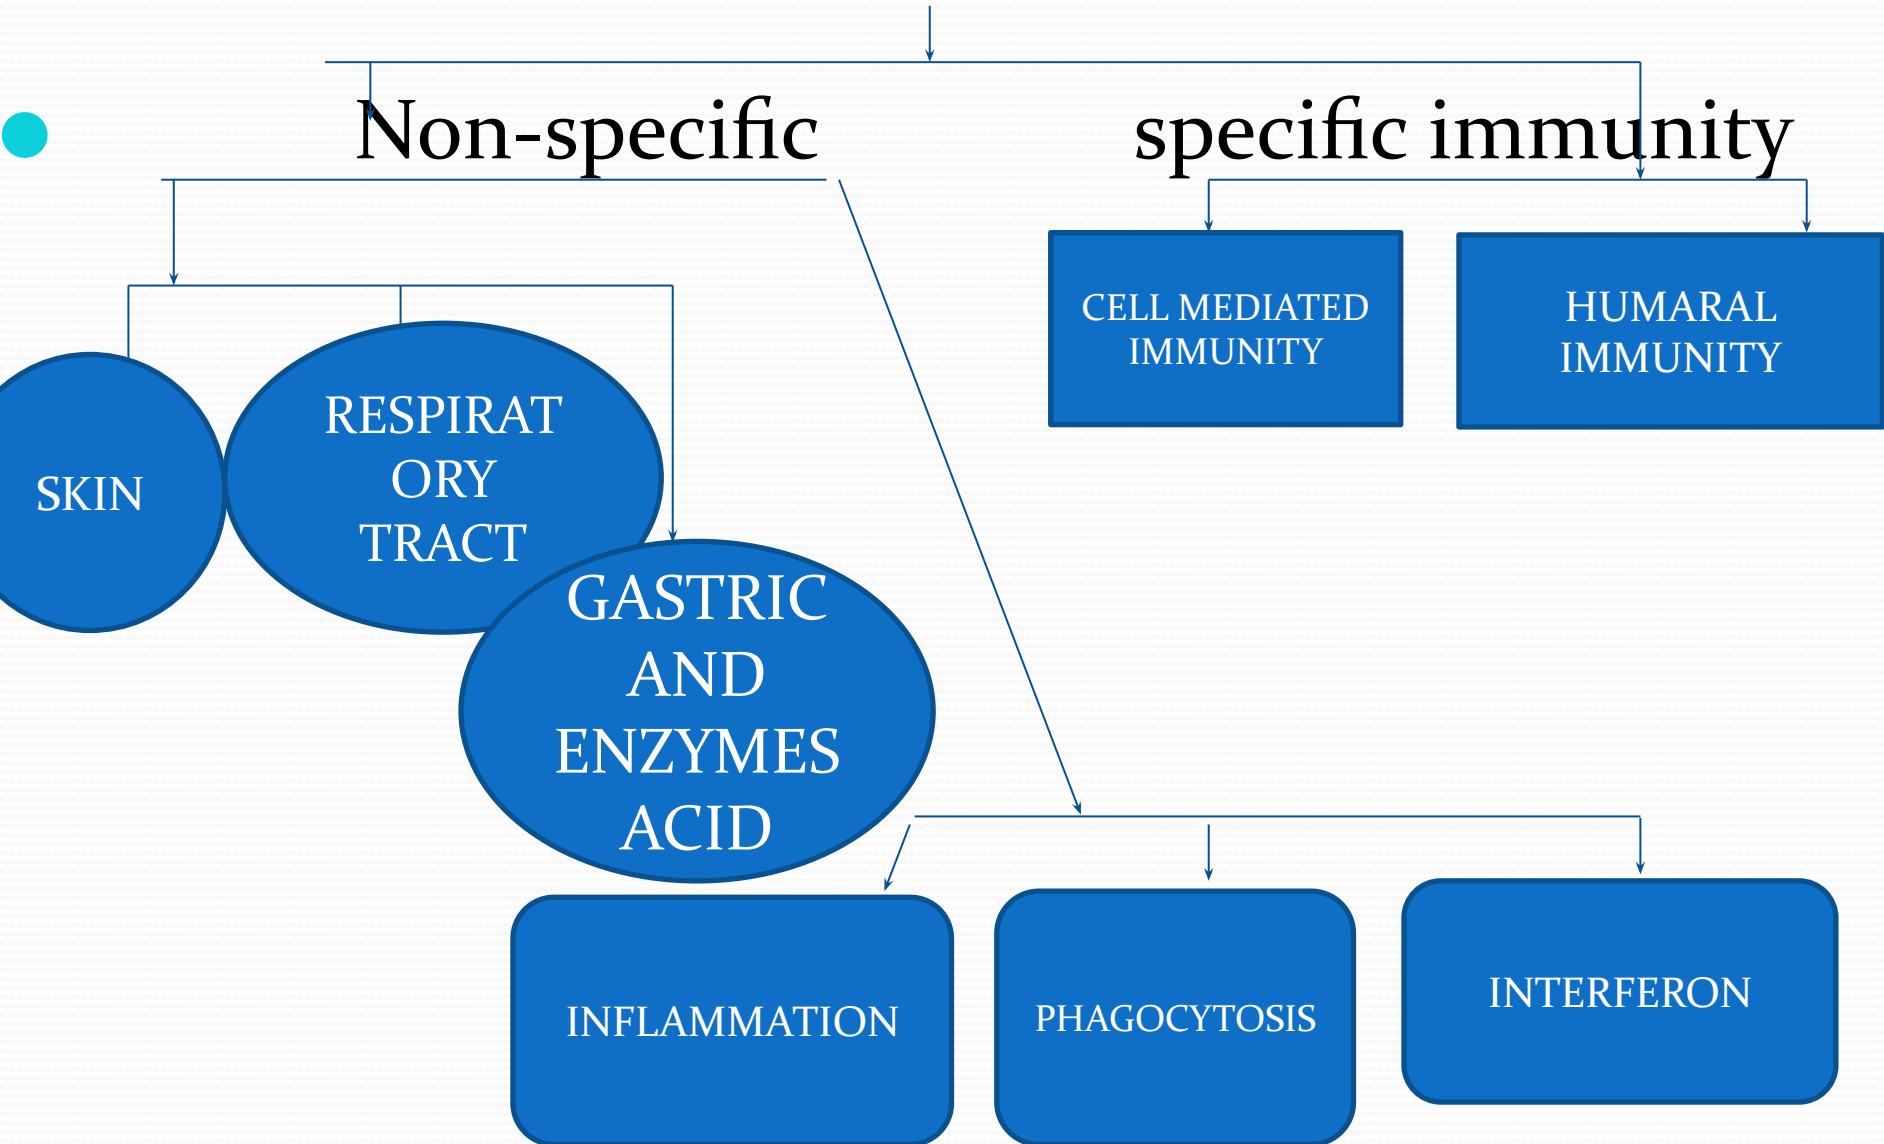 Non-specific specific immunity
CELL MEDIATED
IMMUNITY
HUMARAL
IMMUNITY
SKIN
RESPIRAT
ORY
TRACT
GASTRIC
AND
ENZYMES
ACID
INFLAMMATION
PHAGOCYTOSIS
INTERFERON